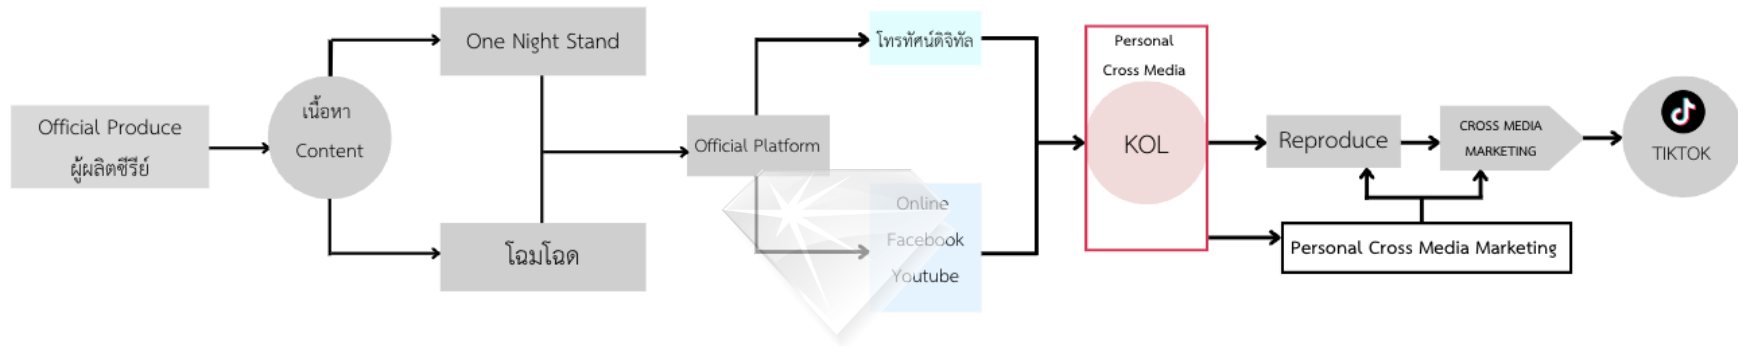 Official Produce
ผู้ผลิตซีรีย์
เนื้อหา
Content
One Night Stand
โฉมโฉด
Official Platform
โทรทัศน์ดิจิทัล
Online
Facebook
Youtube
Personal
Cross Media
KOL
Reproduce
CROSS MEDIA
MARKETING
Personal Cross Media Marketing
TIKTOK